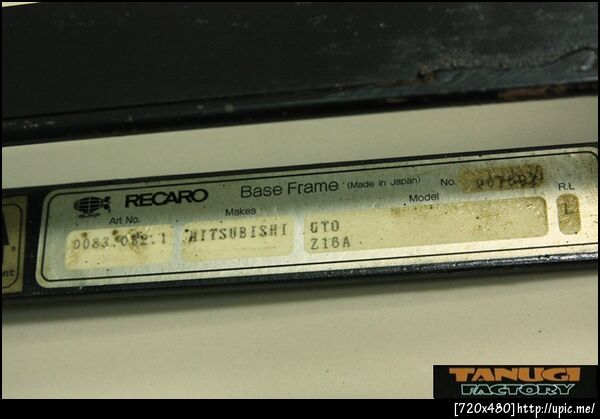 RECARO Base Frame (Made in Japan) No.
Art No. Makes Model R.L
0083.082.1 MITSUBISHI GTO L
Z16A
TANUGI
FACTORY
[720x480]http://upic.me/